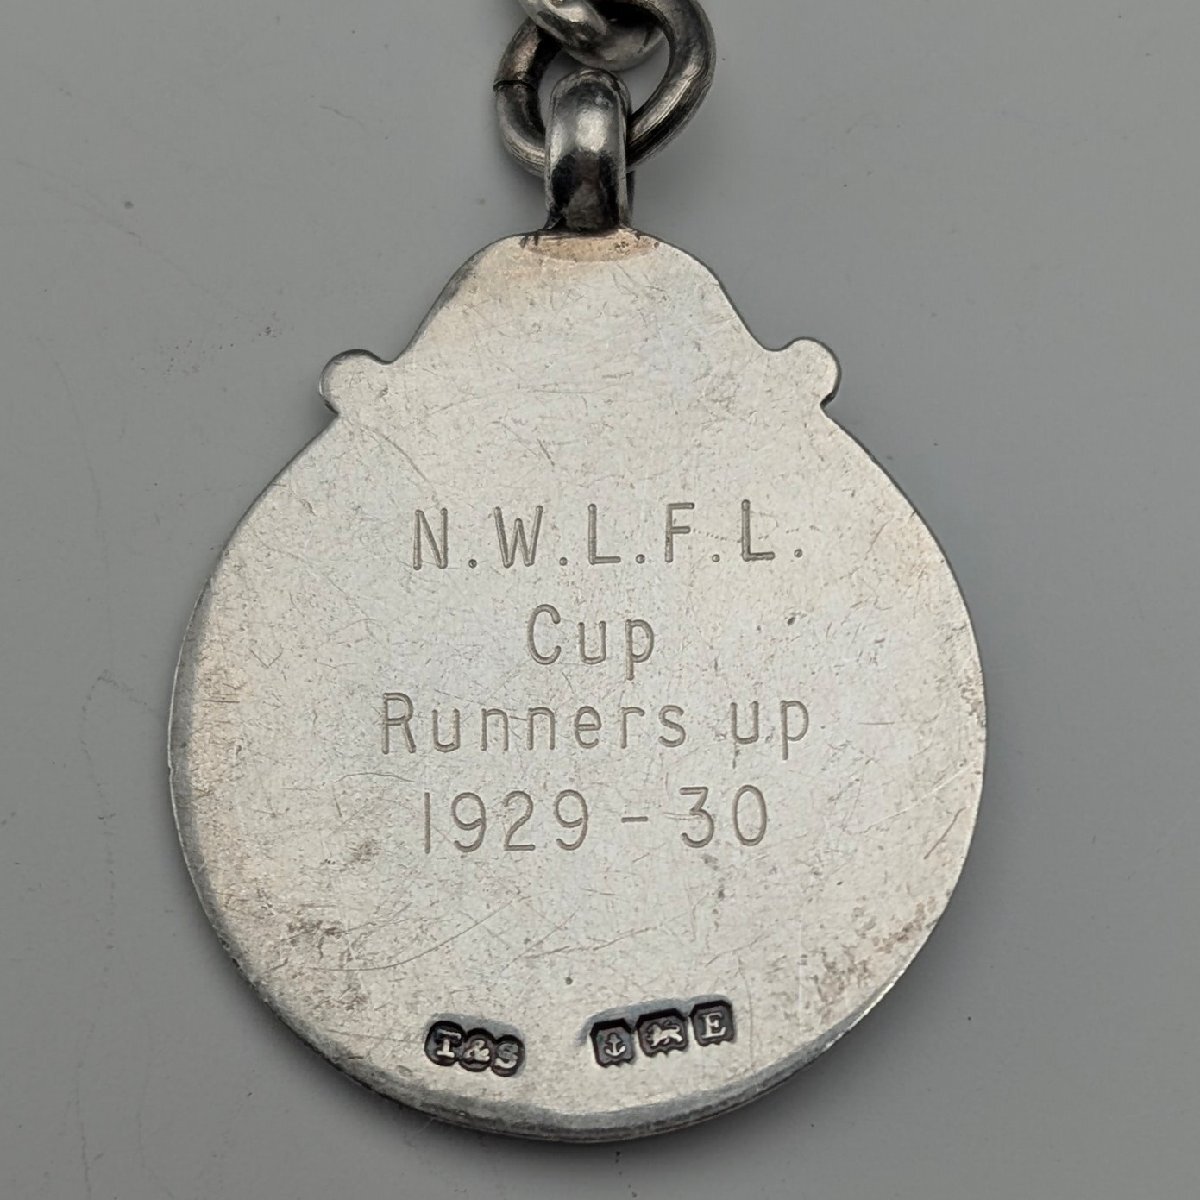 N.W.L.F.L.
Cup
Runners up
1929-30
T&S E